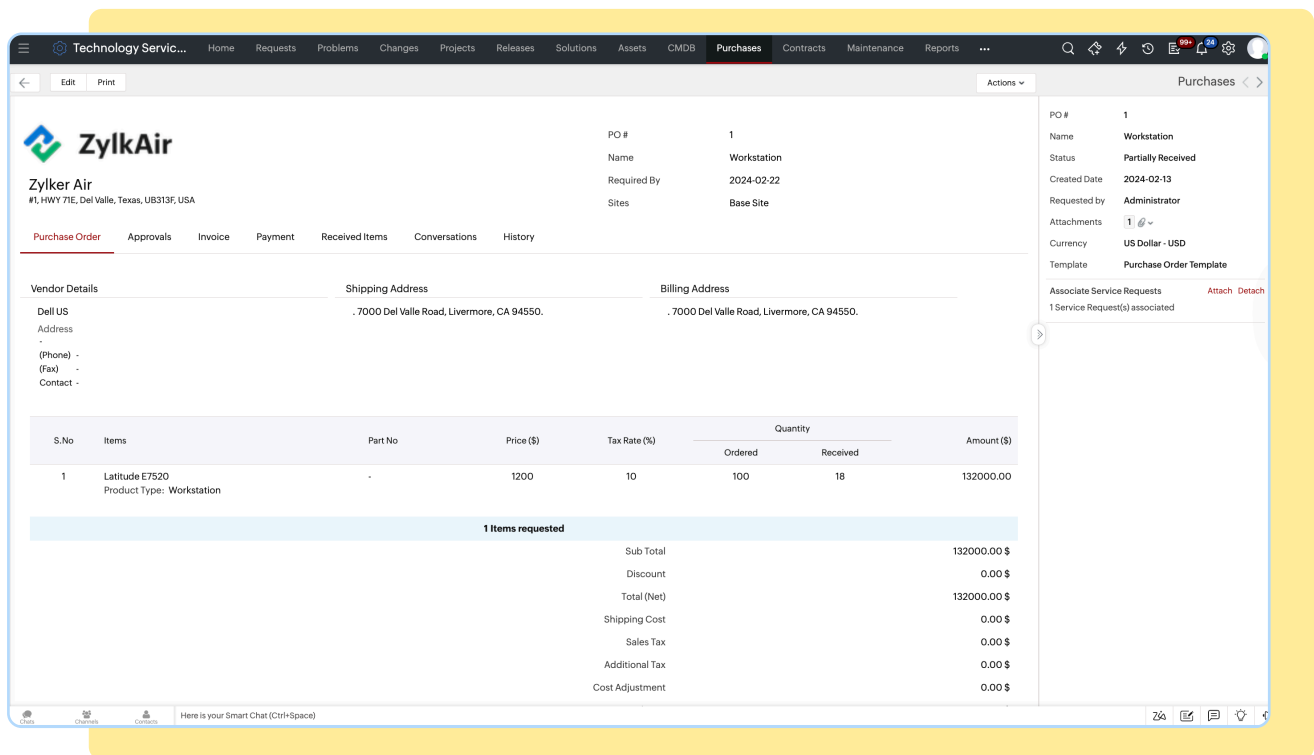 Technology Servic... Home Requests Problems Changes Projects Releases Solutions Assets CMDB Purchases Contracts Maintenance Reports ... 99+ 24
Edit Print Actions Purchases
ZylkAir
Zylker Air
#1, HWY 71E, Del Valle, Texas, UB313F, USA
PO # 1
Name Workstation
Required By 2024-02-22
Sites Base Site
Purchase Order Approvals Invoice Payment Received Items Conversations History
Vendor Details Shipping Address Billing Address
Dell US . 7000 Del Valle Road, Livermore, CA 94550. . 7000 Del Valle Road, Livermore, CA 94550.
Address
-
(Phone) -
(Fax) -
Contact -
S.No Items Part No Price ($) Tax Rate (%) Quantity Amount ($)
Ordered Received
1 Latitude E7520 - 1200 10 100 18 132000.00
Product Type: Workstation
1 Items requested
Sub Total 132000.00 $
Discount 0.00 $
Total (Net) 132000.00 $
Shipping Cost 0.00 $
Sales Tax 0.00 $
Additional Tax 0.00 $
Cost Adjustment 0.00 $
PO # 1
Name Workstation
Status Partially Received
Created Date 2024-02-13
Requested by Administrator
Attachments 1
Currency US Dollar - USD
Template Purchase Order Template
Associate Service Requests Attach Detach
1 Service Request(s) associated
Chats Channels Contacts Here is your Smart Chat (Ctrl+Space)